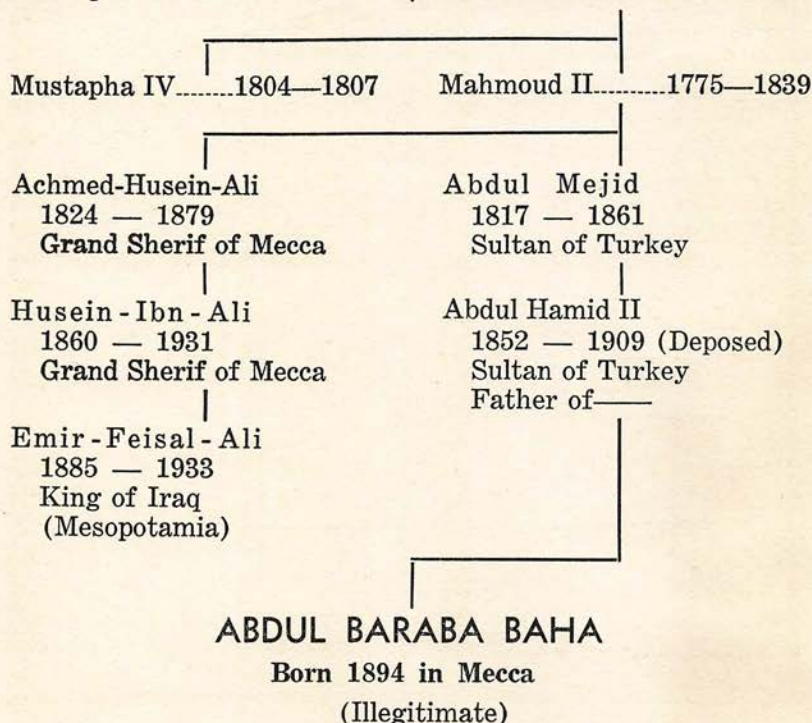 Mustapha IV........1804—1807 Mahmoud II..........1775—1839
Achmed-Husein-Ali
1824 — 1879
Grand Sherif of Mecca
Husein-Ibn-Ali
1860 — 1931
Grand Sherif of Mecca
Emir-Feisal-Ali
1885 — 1933
King of Iraq
(Mesopotamia)
Abdul Mejid
1817 — 1861
Sultan of Turkey
Abdul Hamid II
1852 — 1909 (Deposed)
Sultan of Turkey
Father of——
ABDUL BARABA BAHA
Born 1894 in Mecca
(Illegitimate)